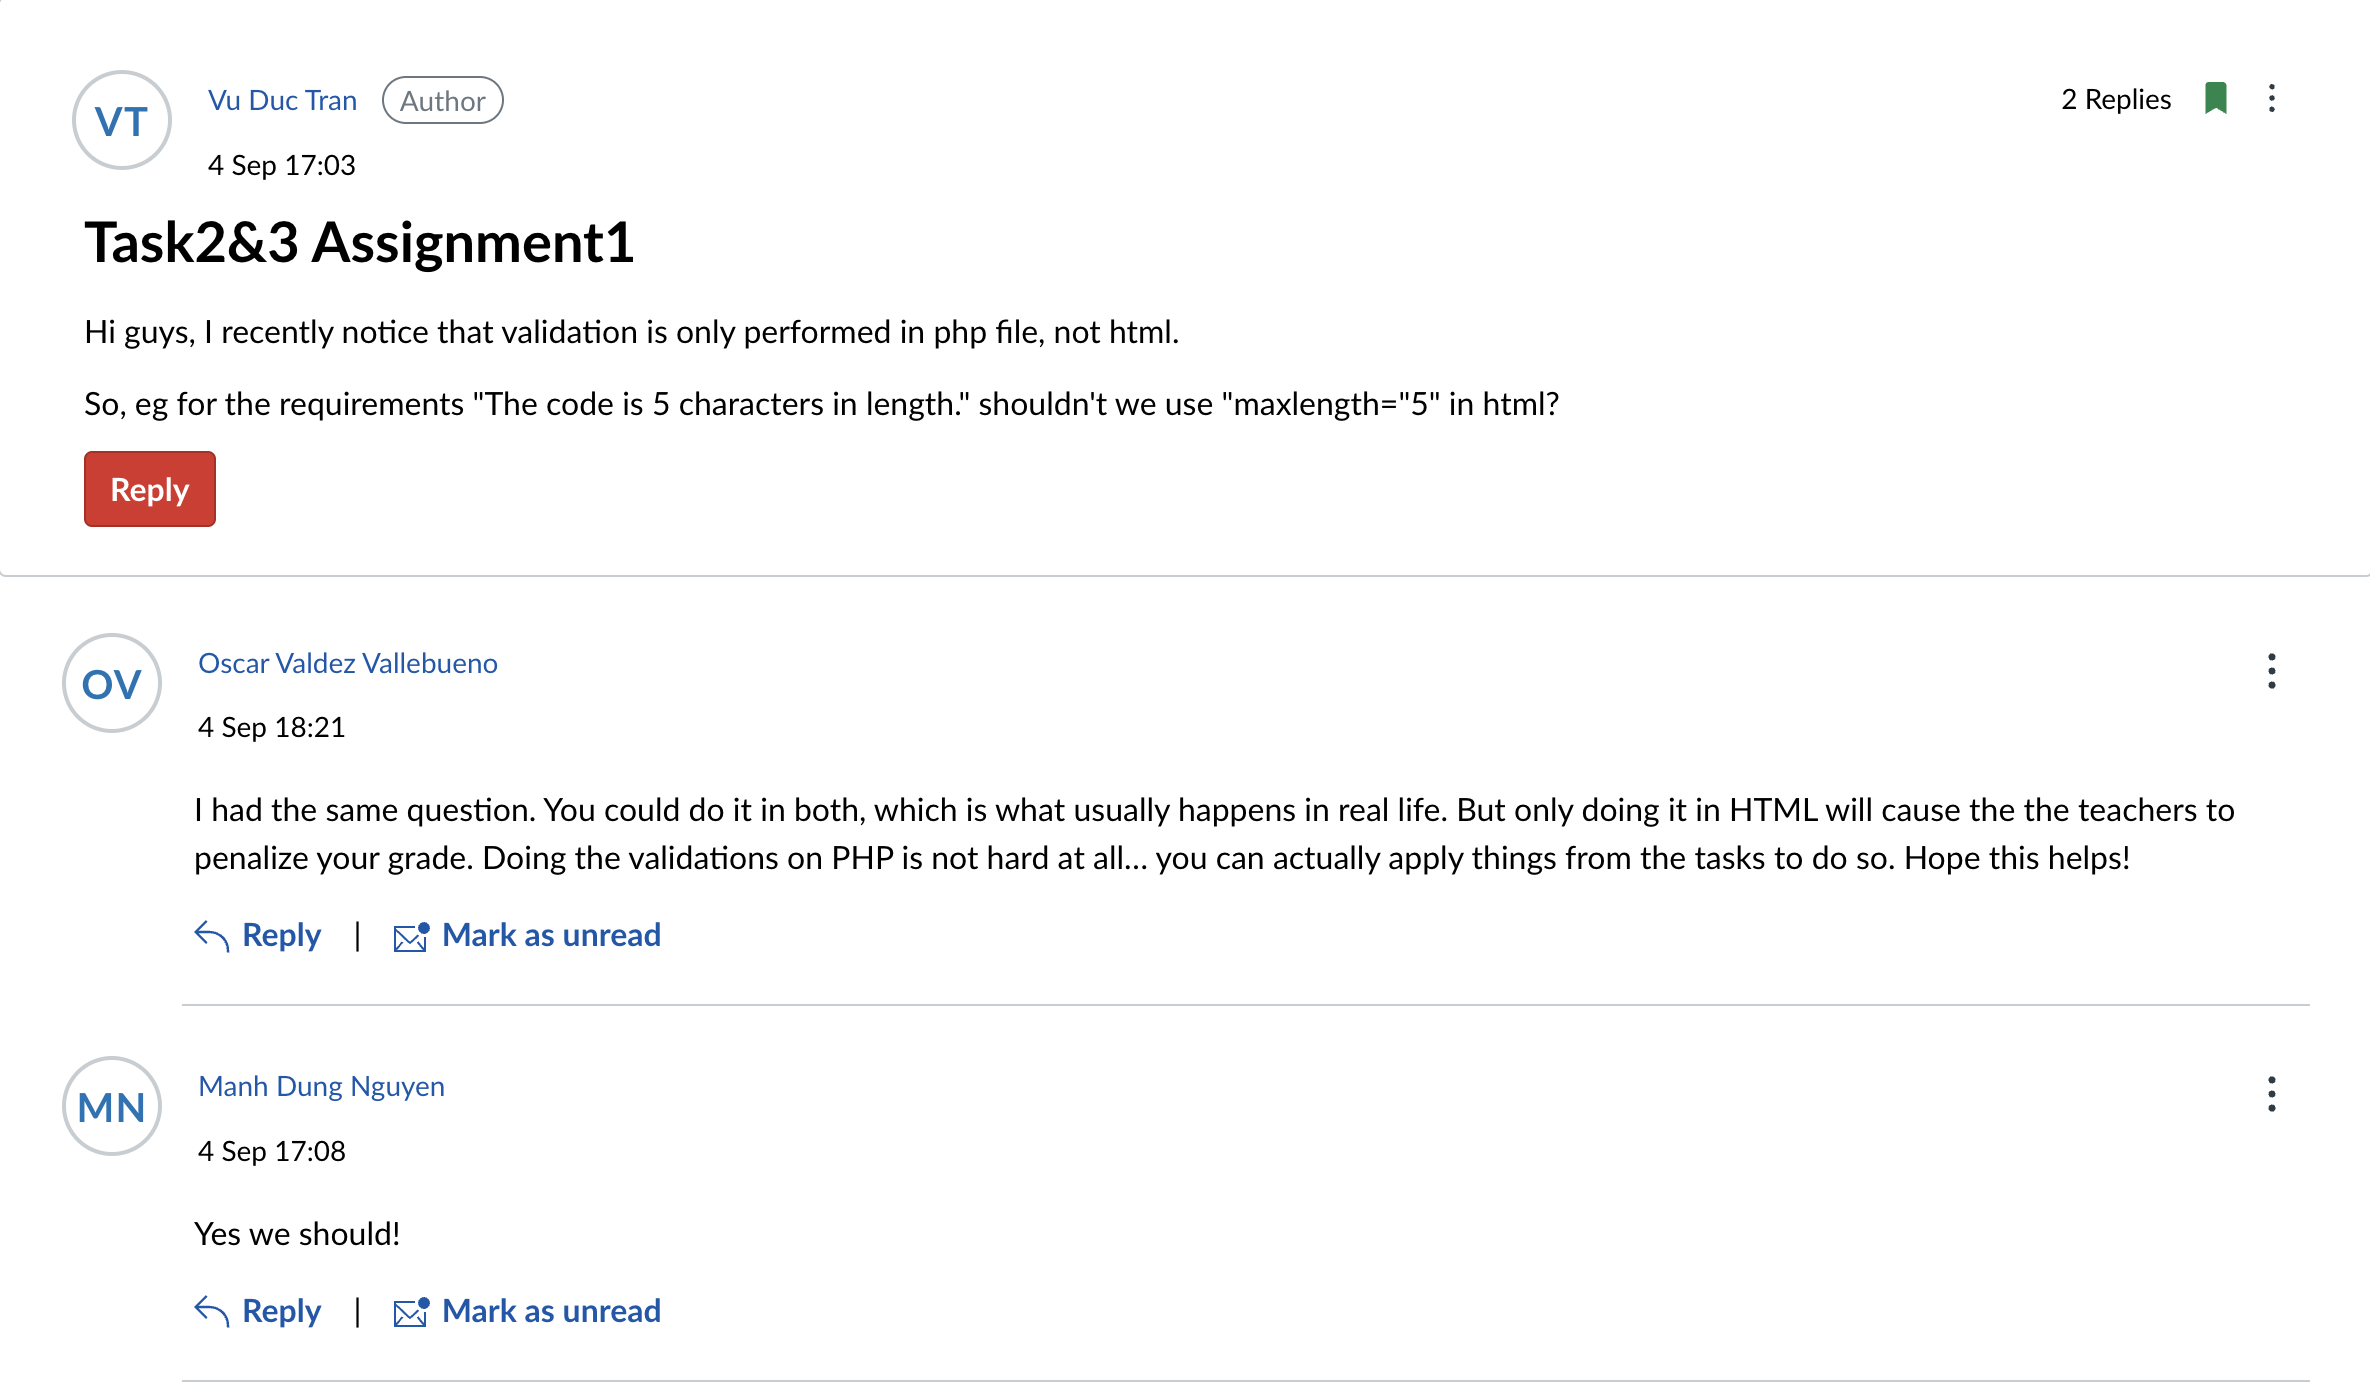 VT
Vu Duc Tran Author
2 Replies
4 Sep 17:03
Task2&3 Assignment1
Hi guys, I recently notice that validation is only performed in php file, not html.
So, eg for the requirements "The code is 5 characters in length." shouldn't we use "maxlength="5" in html?
Reply
OV
Oscar Valdez Vallebueno
4 Sep 18:21
I had the same question. You could do it in both, which is what usually happens in real life. But only doing it in HTML will cause the the teachers to
penalize your grade. Doing the validations on PHP is not hard at all... you can actually apply things from the tasks to do so. Hope this helps!
Reply | Mark as unread
MN
Manh Dung Nguyen
4 Sep 17:08
Yes we should!
Reply | Mark as unread